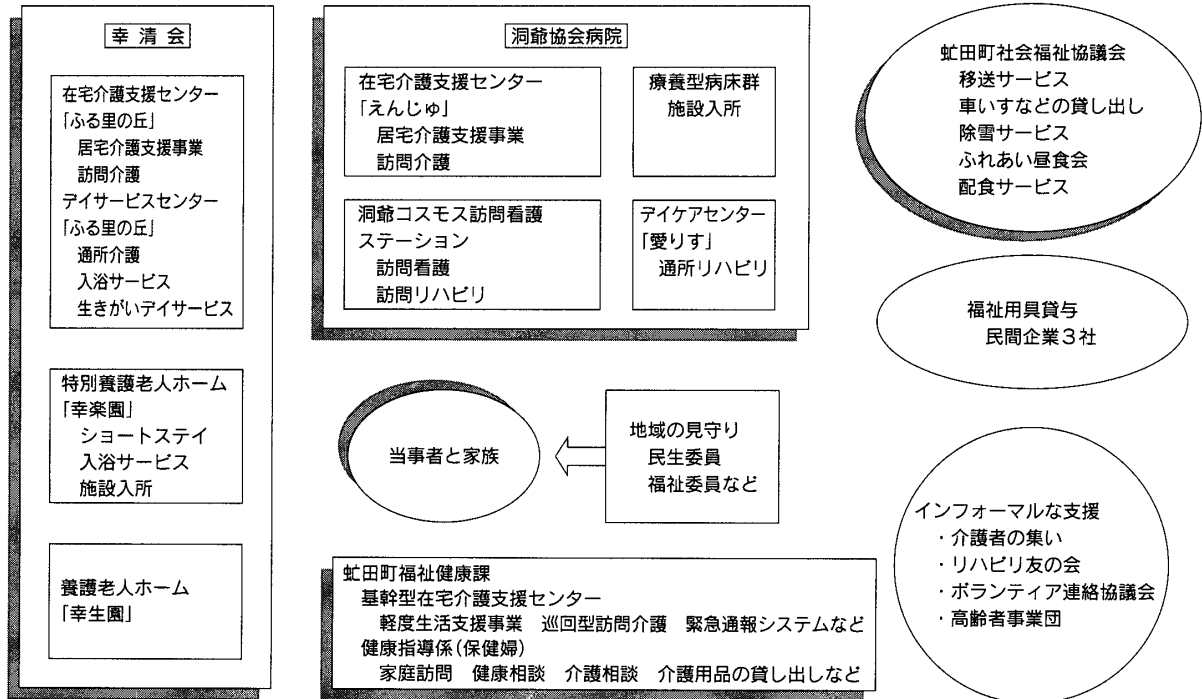 幸清会
在宅介護支援センター
「ふる里の丘」
居宅介護支援事業
訪問介護
デイサービスセンター
「ふる里の丘」
通所介護
入浴サービス
生きがいデイサービス
特別養護老人ホーム
「幸楽園」
ショートステイ
入浴サービス
施設入所
養護老人ホーム
「幸生園」
洞爺協会病院
在宅介護支援センター
「えんじゅ」
居宅介護支援事業
訪問介護
療養型病床群
施設入所
洞爺コスモス訪問看護
ステーション
訪問看護
訪問リハビリ
デイケアセンター
「愛りす」
通所リハビリ
当事者と家族
地域の見守り
民生委員
福祉委員など
虻田町福祉健康課
基幹型在宅介護支援センター
軽度生活支援事業 巡回型訪問介護 緊急通報システムなど
健康指導係(保健婦)
家庭訪問 健康相談 介護相談 介護用品の貸し出しなど
虻田町社会福祉協議会
移送サービス
車いすなどの貸し出し
除雪サービス
ふれあい昼食会
配食サービス
福祉用具貸与
民間企業3社
インフォーマルな支援
・介護者の集い
・リハビリ友の会
・ボランティア連絡協議会
・高齢者事業団